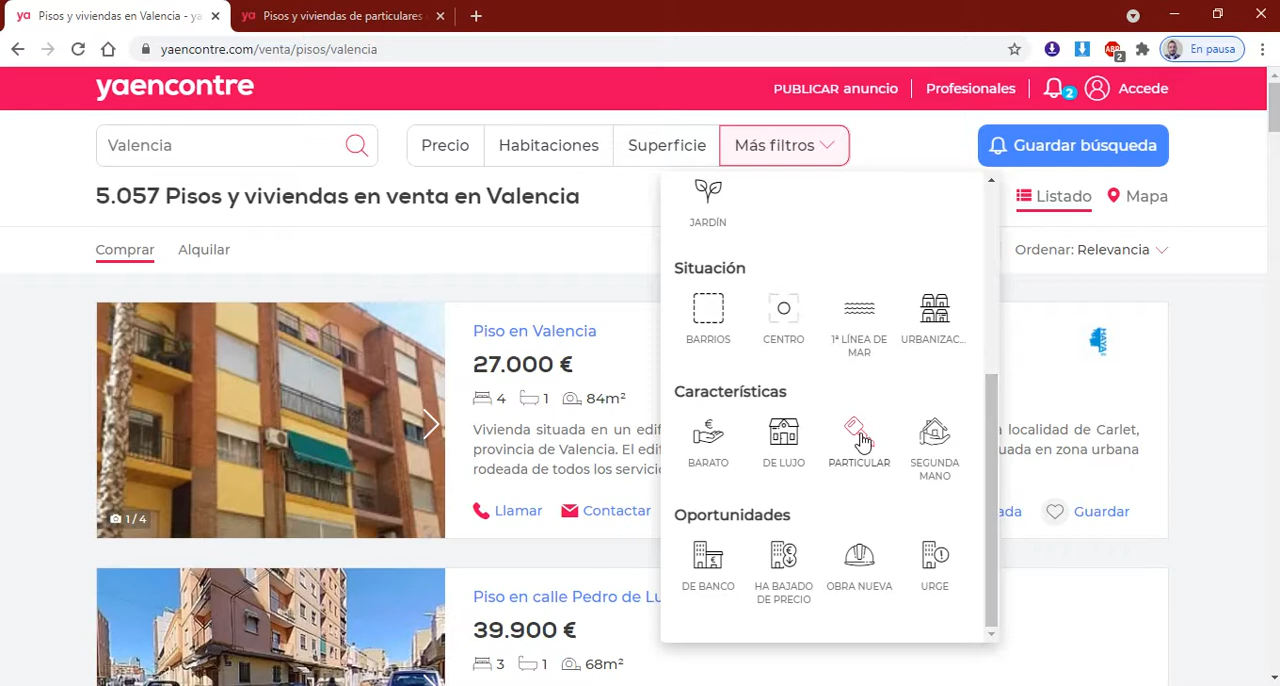 ya Pisos y viviendas en Valencia - ya
ya Pisos y viviendas de particulares
yaencontre.com/venta/pisos/valencia
ABP
2
En pausa
yaencontre
PUBLICAR anuncio
Profesionales
2
Accede
Valencia
Precio
Habitaciones
Superficie
Más filtros
Guardar búsqueda
5.057 Pisos y viviendas en venta en Valencia
Listado
Mapa
Comprar
Alquilar
Ordenar: Relevancia
JARDÍN
Situación
BARRIOS
CENTRO
1ª LÍNEA DE
MAR
URBANIZAC...
Características
BARATO
DE LUJO
PARTICULAR
SEGUNDA
MANO
Oportunidades
DE BANCO
HA BAJADO
DE PRECIO
OBRA NUEVA
URGE
Piso en Valencia
27.000 €
4
1
84m²
Vivienda situada en un edif
a localidad de Carlet,
provincia de Valencia. El edif
uada en zona urbana
rodeada de todos los servicio
1 / 4
Llamar
Contactar
ada
Guardar
HAYA
Piso en calle Pedro de Lu
39.900 €
3
1
68m²